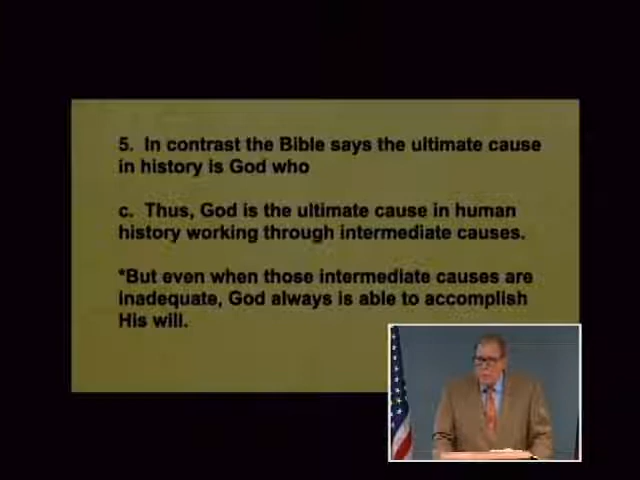 5. In contrast the Bible says the ultimate cause
in history is God who
c. Thus, God is the ultimate cause in human
history working through intermediate causes.
*But even when those intermediate causes are
inadequate, God always is able to accomplish
His will.